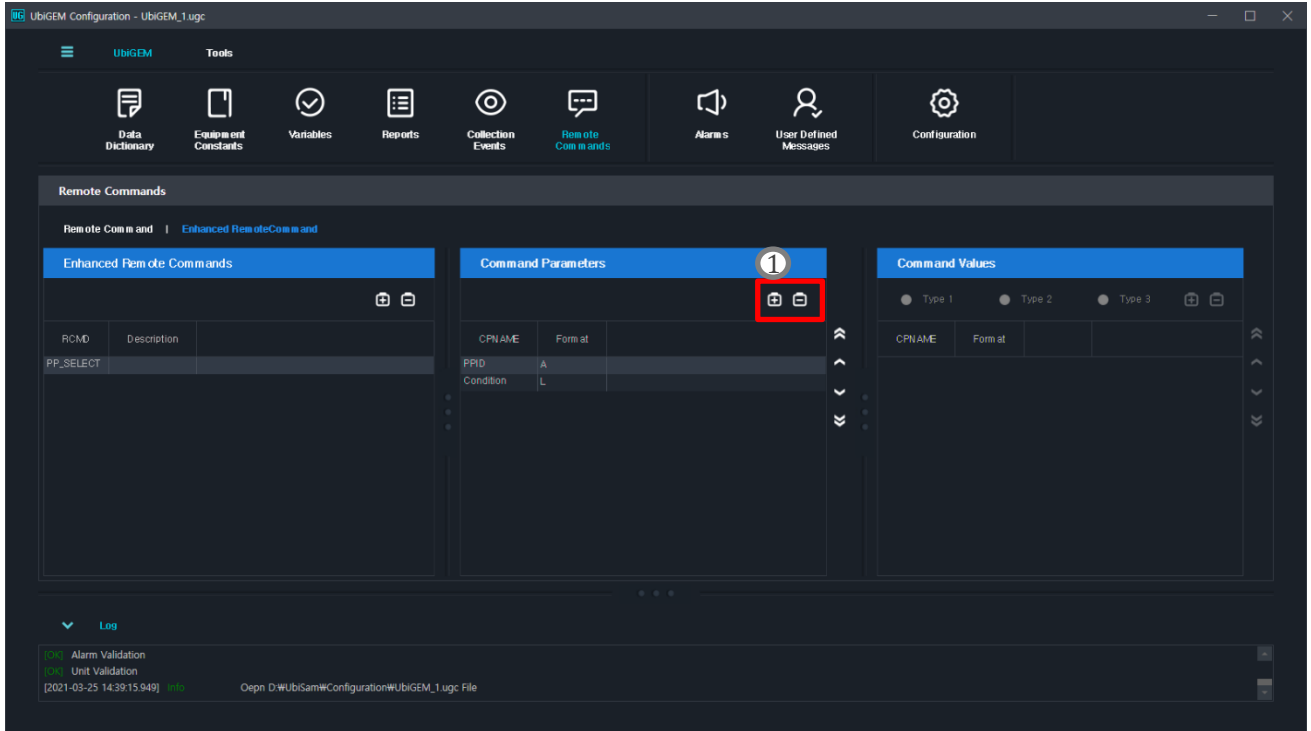 UG UbiGEM Configuration - UbiGEM_1.ugc
UbiGEM Tools
Data Dictionary
Equipment Constants
Variables
Reports
Collection Events
Remote Commands
Alarms
User Defined Messages
Configuration
Remote Commands
Remote Command | Enhanced RemoteCommand
Enhanced Remote Commands
RCMD Description
PP_SELECT
Command Parameters
1
CPNAME Format
PPID A
Condition L
Command Values
Type 1 Type 2 Type 3
CPNAME Format
Log
[OK] Alarm Validation
[OK] Unit Validation
[2021-03-25 14:39:15.949] Info Oepn D:₩UbiSam₩Configuration₩UbiGEM_1.ugc File